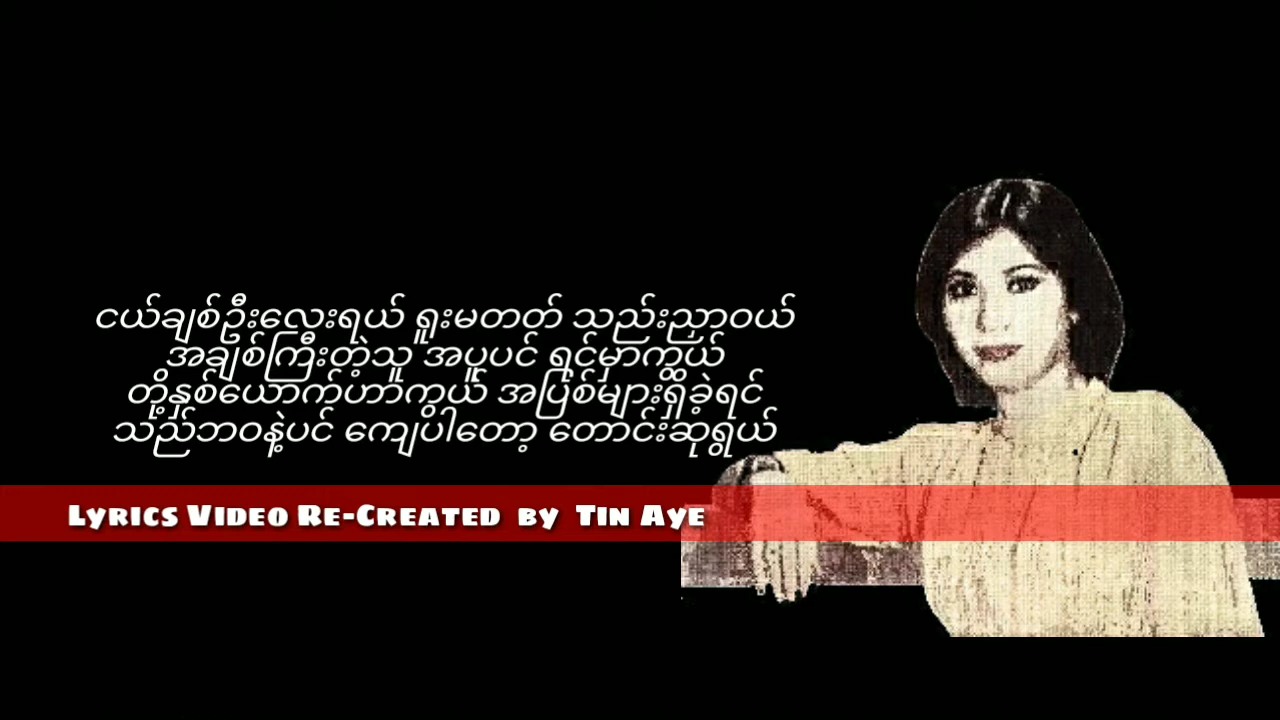 ငယ်ချစ်ဦးလေးရယ် ရူးမတတ် သည်းညှာဝယ်
အချစ်ကြီးတဲ့သူ အပူပင် ရင်မှာကွယ်
တို့နှစ်ယောက်ဟာကွယ် အပြစ်များရှိခဲ့ရင်
သည်ဘဝနဲ့ပင် ကျေပါတော့ တောင်းဆုရွယ်
Lyrics Video Re-Created by Tin Aye